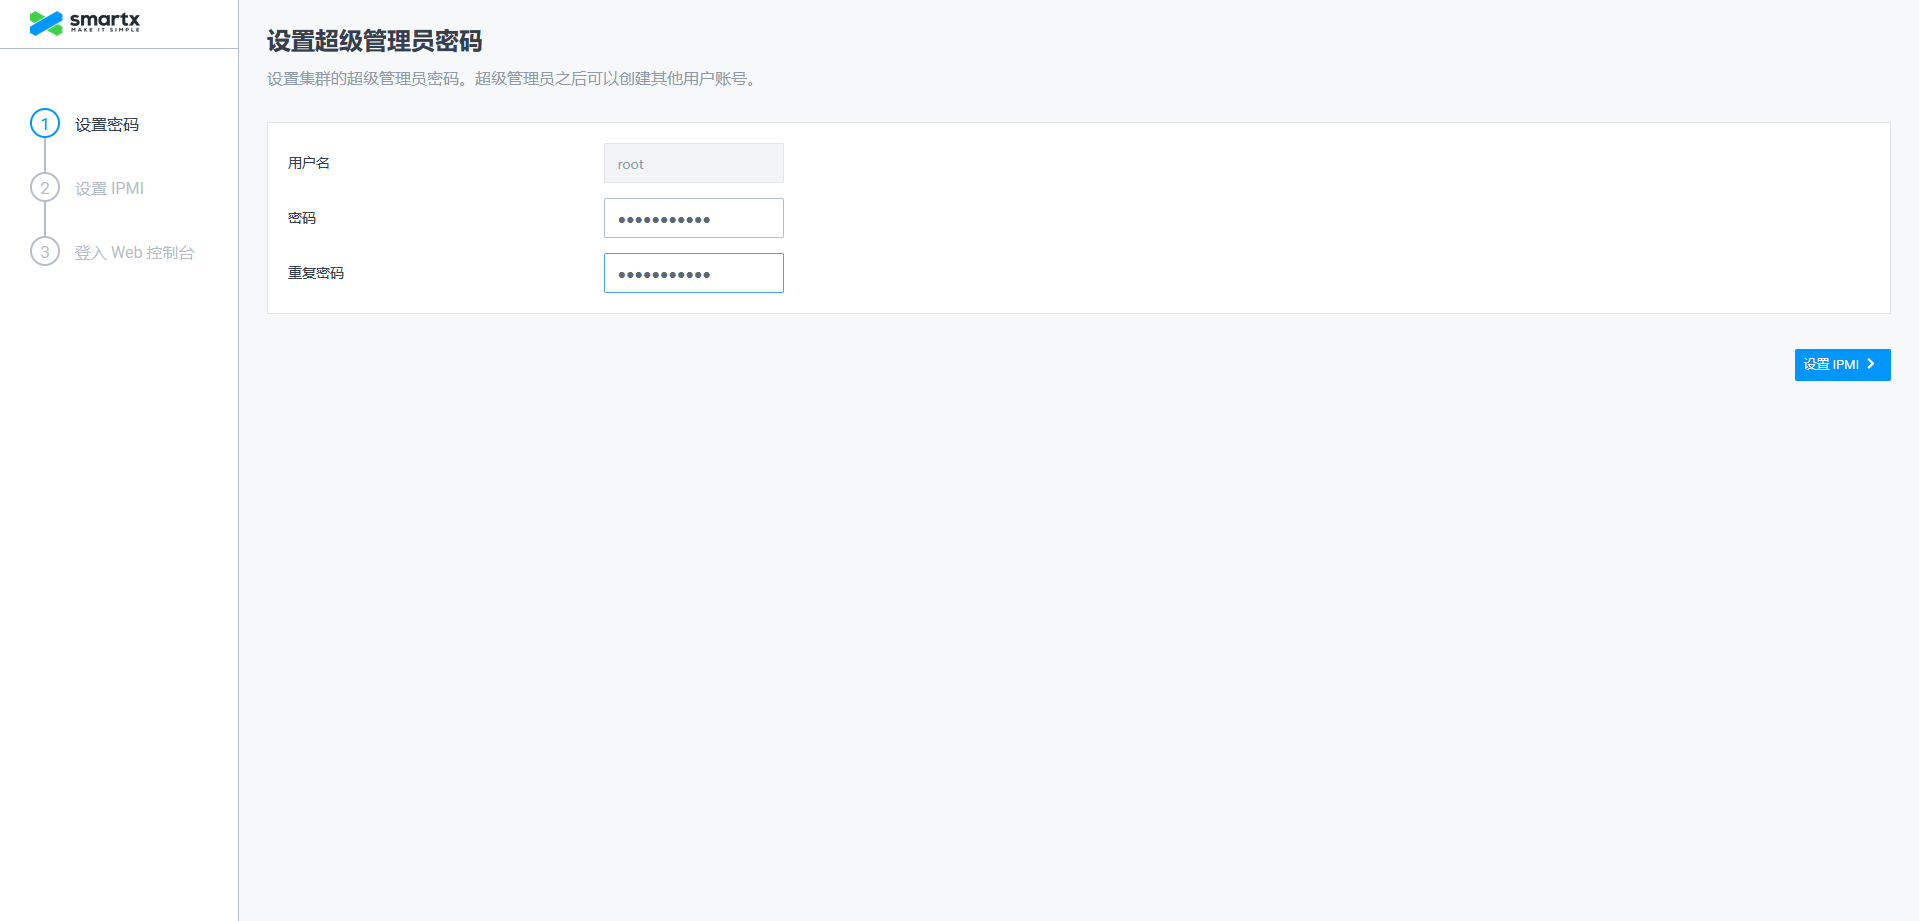 smartx
MAKE IT SIMPLE
1 设置密码
2 设置 IPMI
3 登入 Web 控制台
设置超级管理员密码
设置集群的超级管理员密码。超级管理员之后可以创建其他用户账号。
用户名 root
密码 ●●●●●●●●●●●
重复密码 ●●●●●●●●●●●
设置 IPMI